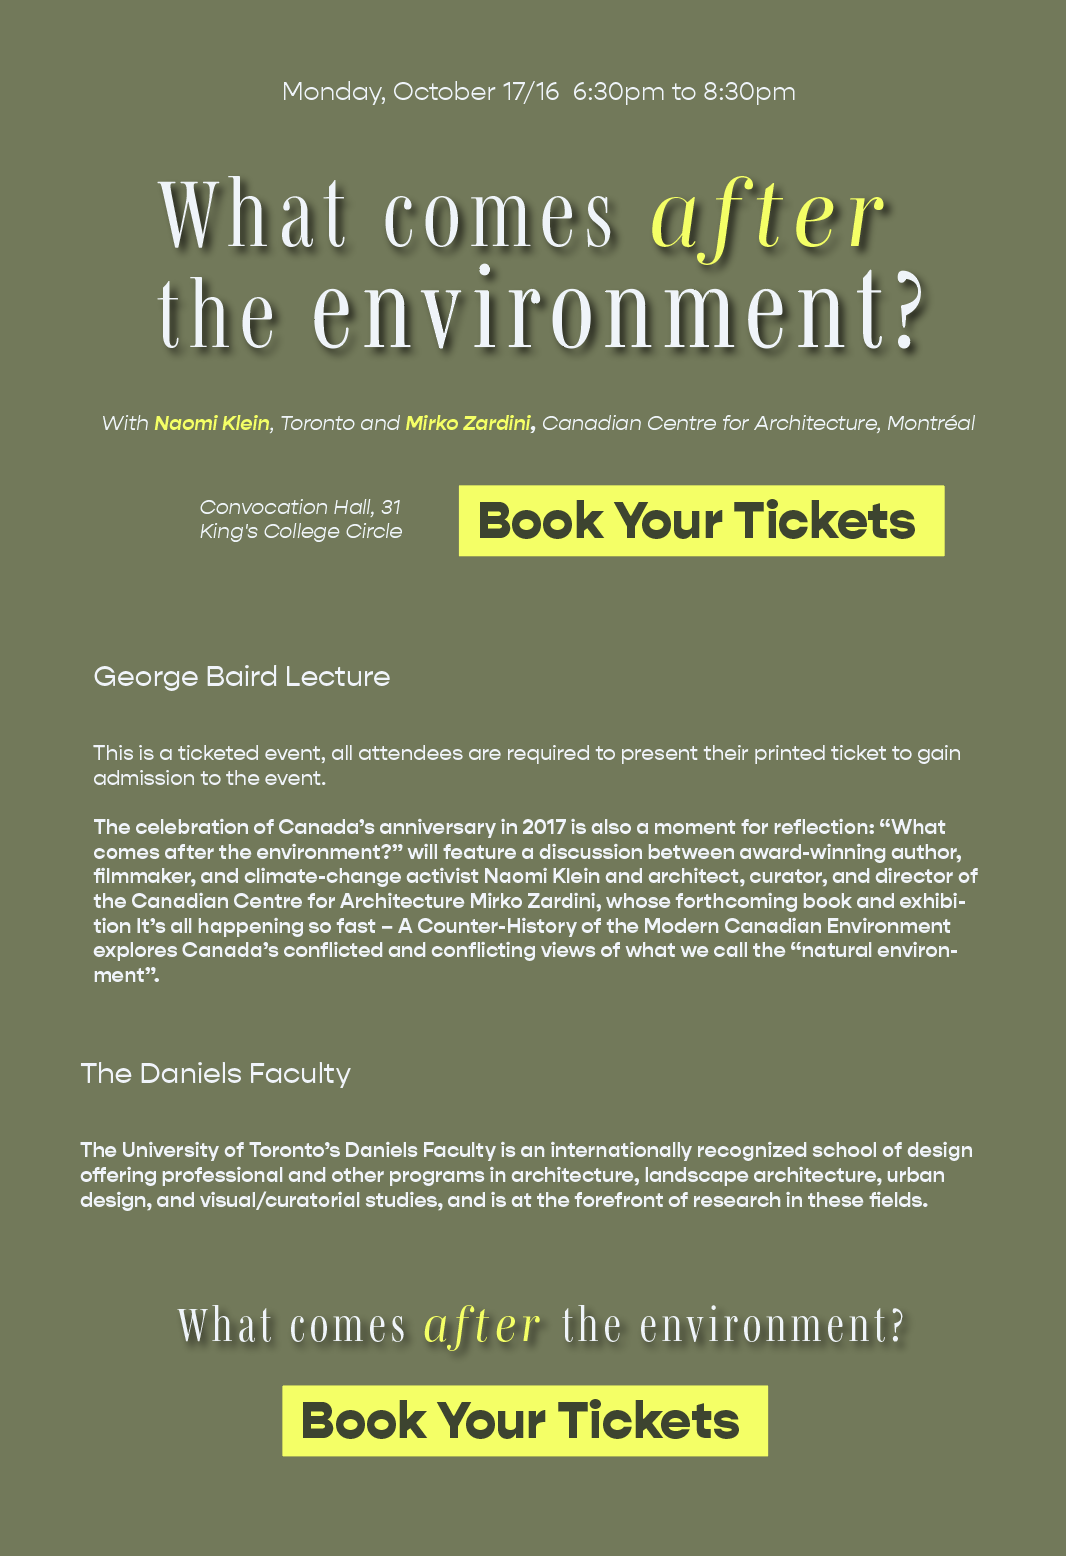 Monday, October 17/16  6:30pm to 8:30pm
What comes after
the environment?
With Naomi Klein, Toronto and Mirko Zardini, Canadian Centre for Architecture, Montréal
Convocation Hall, 31
King's College Circle
Book Your Tickets
George Baird Lecture
This is a ticketed event, all attendees are required to present their printed ticket to gain
admission to the event.
The celebration of Canada’s anniversary in 2017 is also a moment for reflection: “What
comes after the environment?” will feature a discussion between award-winning author,
filmmaker, and climate-change activist Naomi Klein and architect, curator, and director of
the Canadian Centre for Architecture Mirko Zardini, whose forthcoming book and exhibi-
tion It’s all happening so fast – A Counter-History of the Modern Canadian Environment
explores Canada’s conflicted and conflicting views of what we call the “natural environ-
ment”.
The Daniels Faculty
The University of Toronto’s Daniels Faculty is an internationally recognized school of design
offering professional and other programs in architecture, landscape architecture, urban
design, and visual/curatorial studies, and is at the forefront of research in these fields.
What comes after the environment?
Book Your Tickets